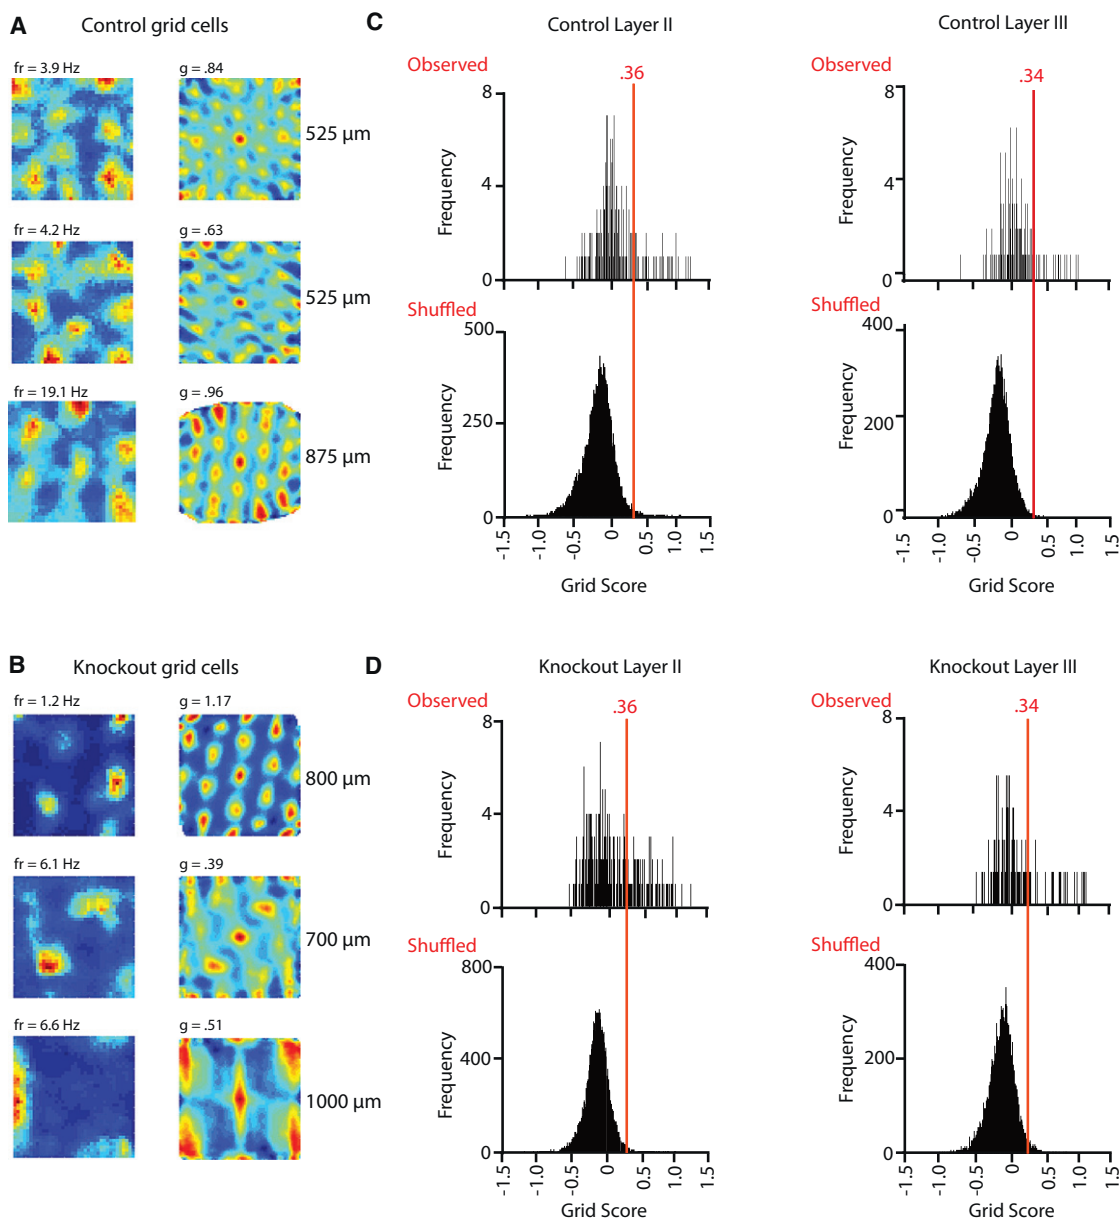 A Control grid cells
fr = 3.9 Hz g = .84
525 µm
fr = 4.2 Hz g = .63
525 µm
fr = 19.1 Hz g = .96
875 µm
C Control Layer II
Observed
.36
8
4
0
Frequency
Shuffled
500
250
0
Frequency
-1.5 -1.0 -0.5 0 0.5 1.0 1.5
Grid Score
Control Layer III
Observed
.34
8
4
0
Frequency
Shuffled
400
200
0
Frequency
-1.5 -1.0 -0.5 0 0.5 1.0 1.5
Grid Score
B Knockout grid cells
fr = 1.2 Hz g = 1.17
800 µm
fr = 6.1 Hz g = .39
700 µm
fr = 6.6 Hz g = .51
1000 µm
D Knockout Layer II
Observed
.36
8
4
0
Frequency
Shuffled
800
400
0
Frequency
-1.5 -1.0 -0.5 0 0.5 1.0 1.5
Grid Score
Knockout Layer III
Observed
.34
8
4
0
Frequency
Shuffled
400
200
0
Frequency
-1.5 -1.0 -0.5 0 0.5 1.0 1.5
Grid Score